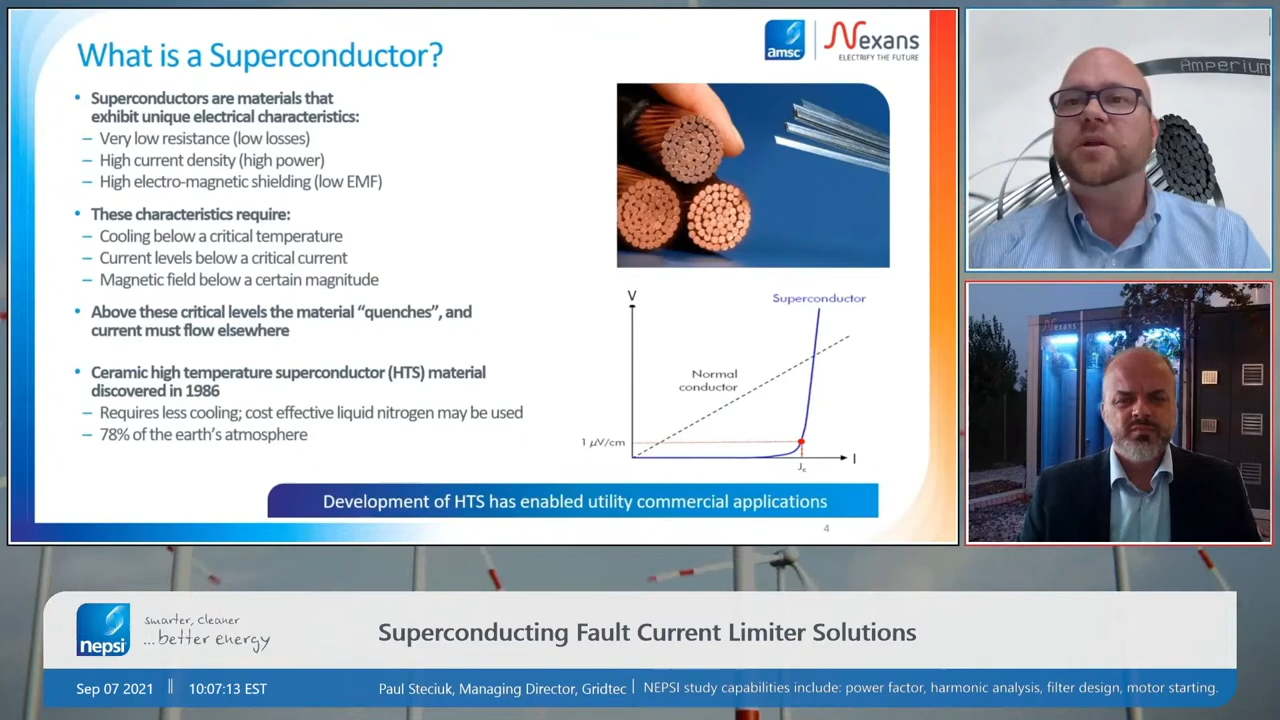 What is a Superconductor?
amsc
Nexans
ELECTRIFY THE FUTURE
• Superconductors are materials that
exhibit unique electrical characteristics:
– Very low resistance (low losses)
– High current density (high power)
– High electro-magnetic shielding (low EMF)
• These characteristics require:
– Cooling below a critical temperature
– Current levels below a critical current
– Magnetic field below a certain magnitude
• Above these critical levels the material “quenches”, and
current must flow elsewhere
• Ceramic high temperature superconductor (HTS) material
discovered in 1986
– Requires less cooling; cost effective liquid nitrogen may be used
– 78% of the earth’s atmosphere
V
Superconductor
Normal
conductor
1 µV/cm
I
Jc
Development of HTS has enabled utility commercial applications
4
Amperium
Nexans
nepsi
smarter, cleaner
...better energy
Superconducting Fault Current Limiter Solutions
Sep 07 2021 || 10:07:13 EST
Paul Steciuk, Managing Director, Gridtec | NEPSI study capabilities include: power factor, harmonic analysis, filter design, motor starting.